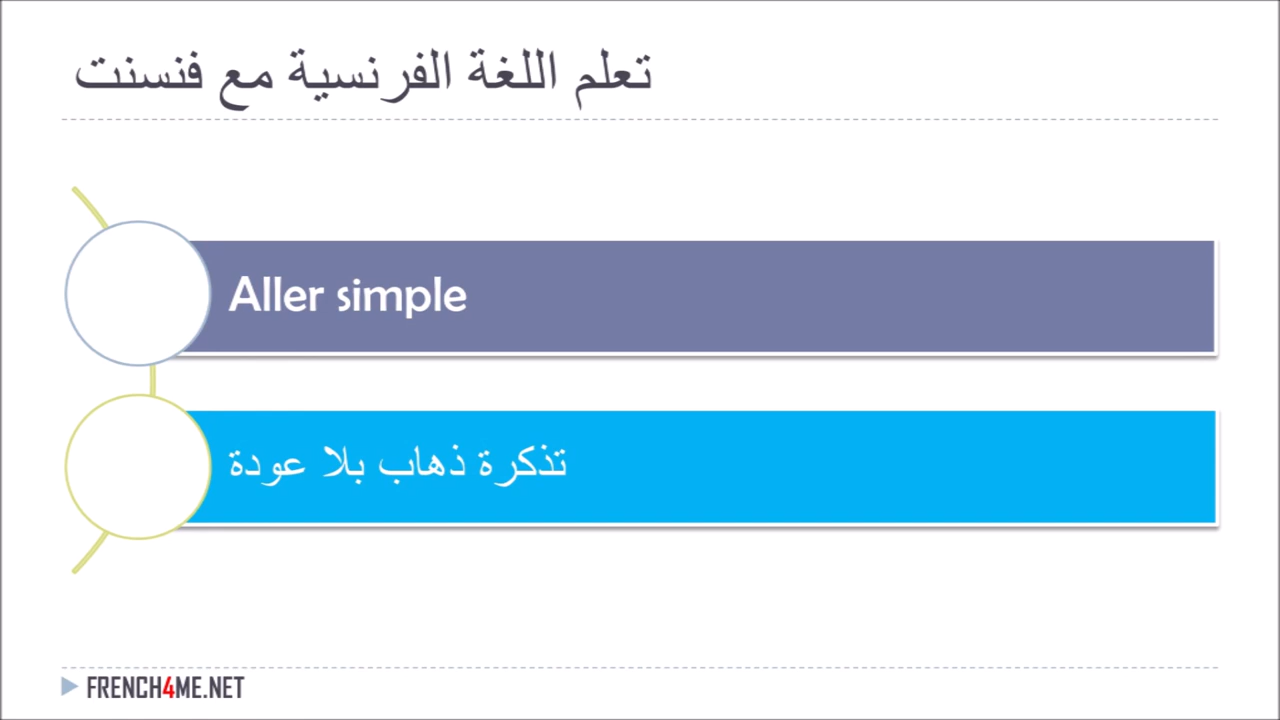 تعلم اللغة الفرنسية مع فنسنت
Aller simple
تذكرة ذهاب بلا عودة
FRENCH4ME.NET